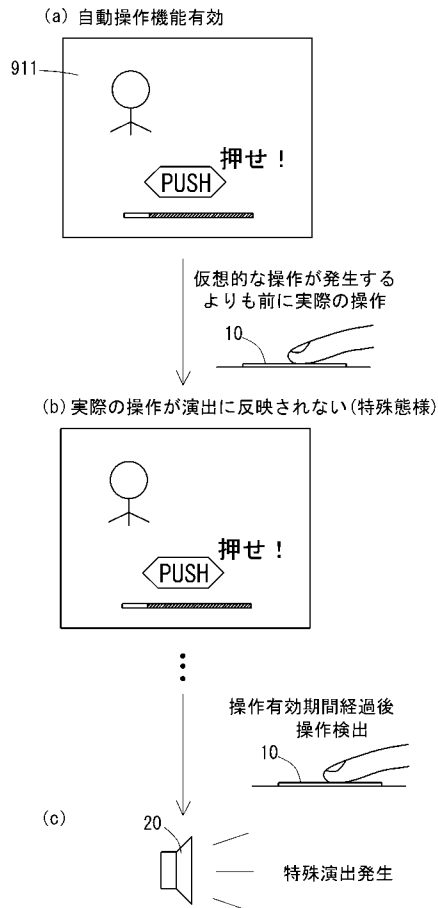 (a) 自動操作機能有効
911
押せ！
PUSH
仮想的な操作が発生する
よりも前に実際の操作
10
(b) 実際の操作が演出に反映されない(特殊態様)
押せ！
PUSH
操作有効期間経過後
操作検出
10
(c)
20
特殊演出発生